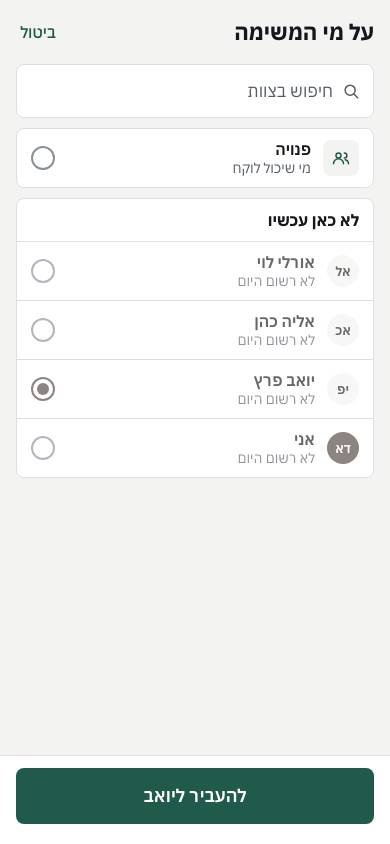 על מי המשימה
ביטול
חיפוש בצוות
פנויה
מי שיכול לוקח
לא כאן עכשיו
אל
אורלי לוי
לא רשום היום
אכ
אליה כהן
לא רשום היום
יפ
יואב פרץ
לא רשום היום
דא
אני
לא רשום היום
להעביר ליואב